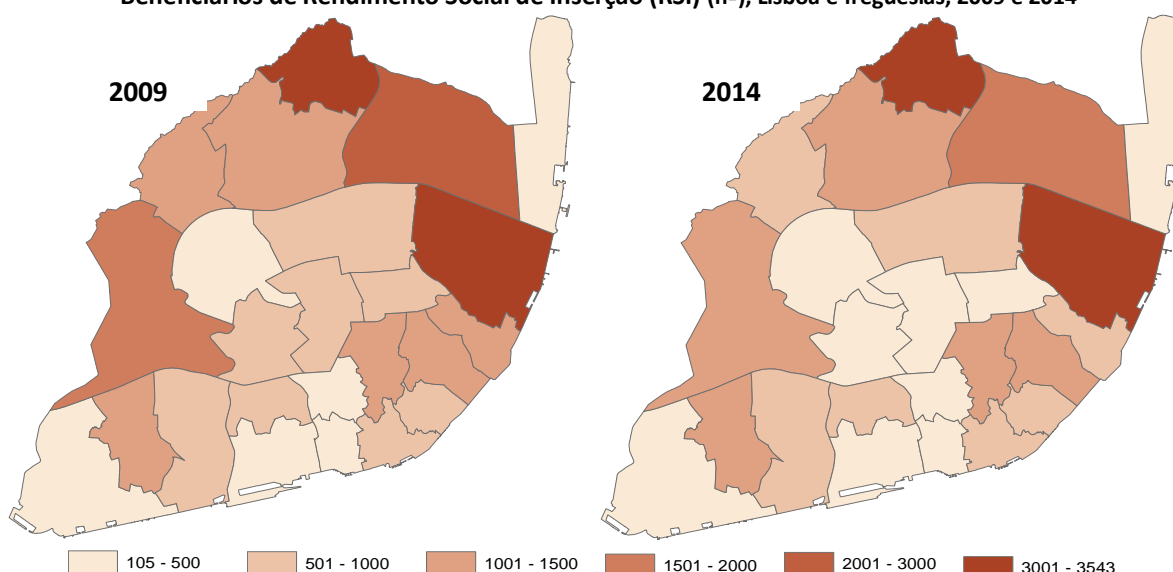 Beneficiários de Rendimento Social de Inserção (RSI) (nº), Lisboa e freguesias, 2009 e 2014
2009
2014
105 - 500
501 - 1000
1001 - 1500
1501 - 2000
2001 - 3000
3001 - 3543